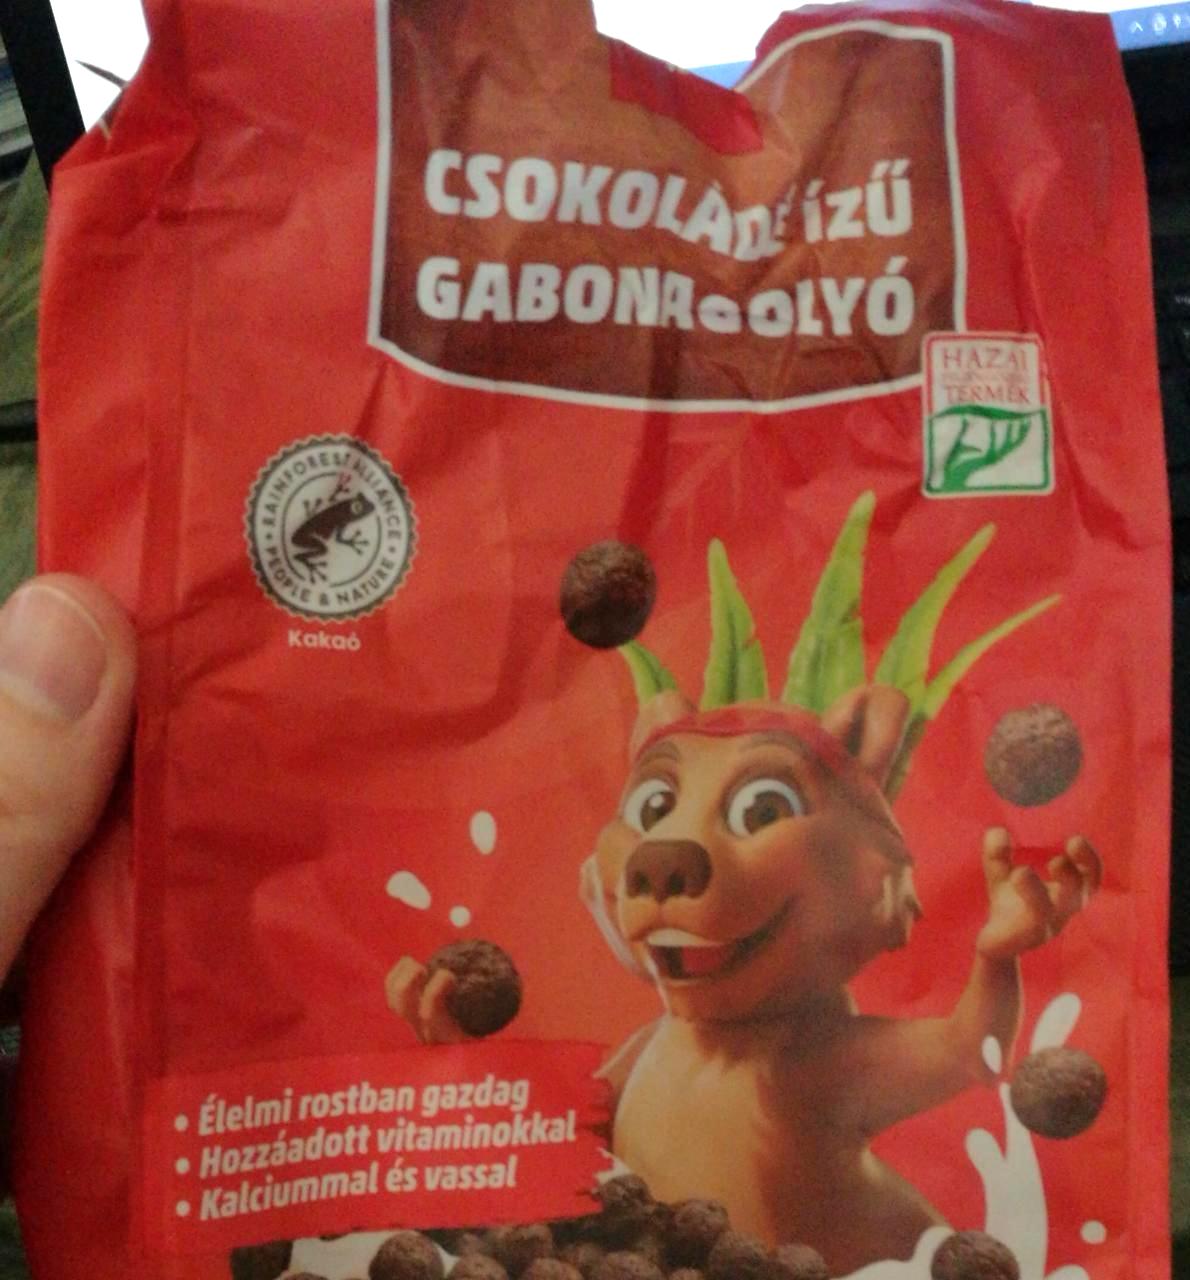 CSOKOLÁDÉ ÍZŰ
GABONAGOLYÓ
HAZAI
TERMÉK
RAINFOREST ALLIANCE
PEOPLE & NATURE
Kakaó
• Élelmi rostban gazdag
• Hozzáadott vitaminokkal
• Kalciummal és vassal